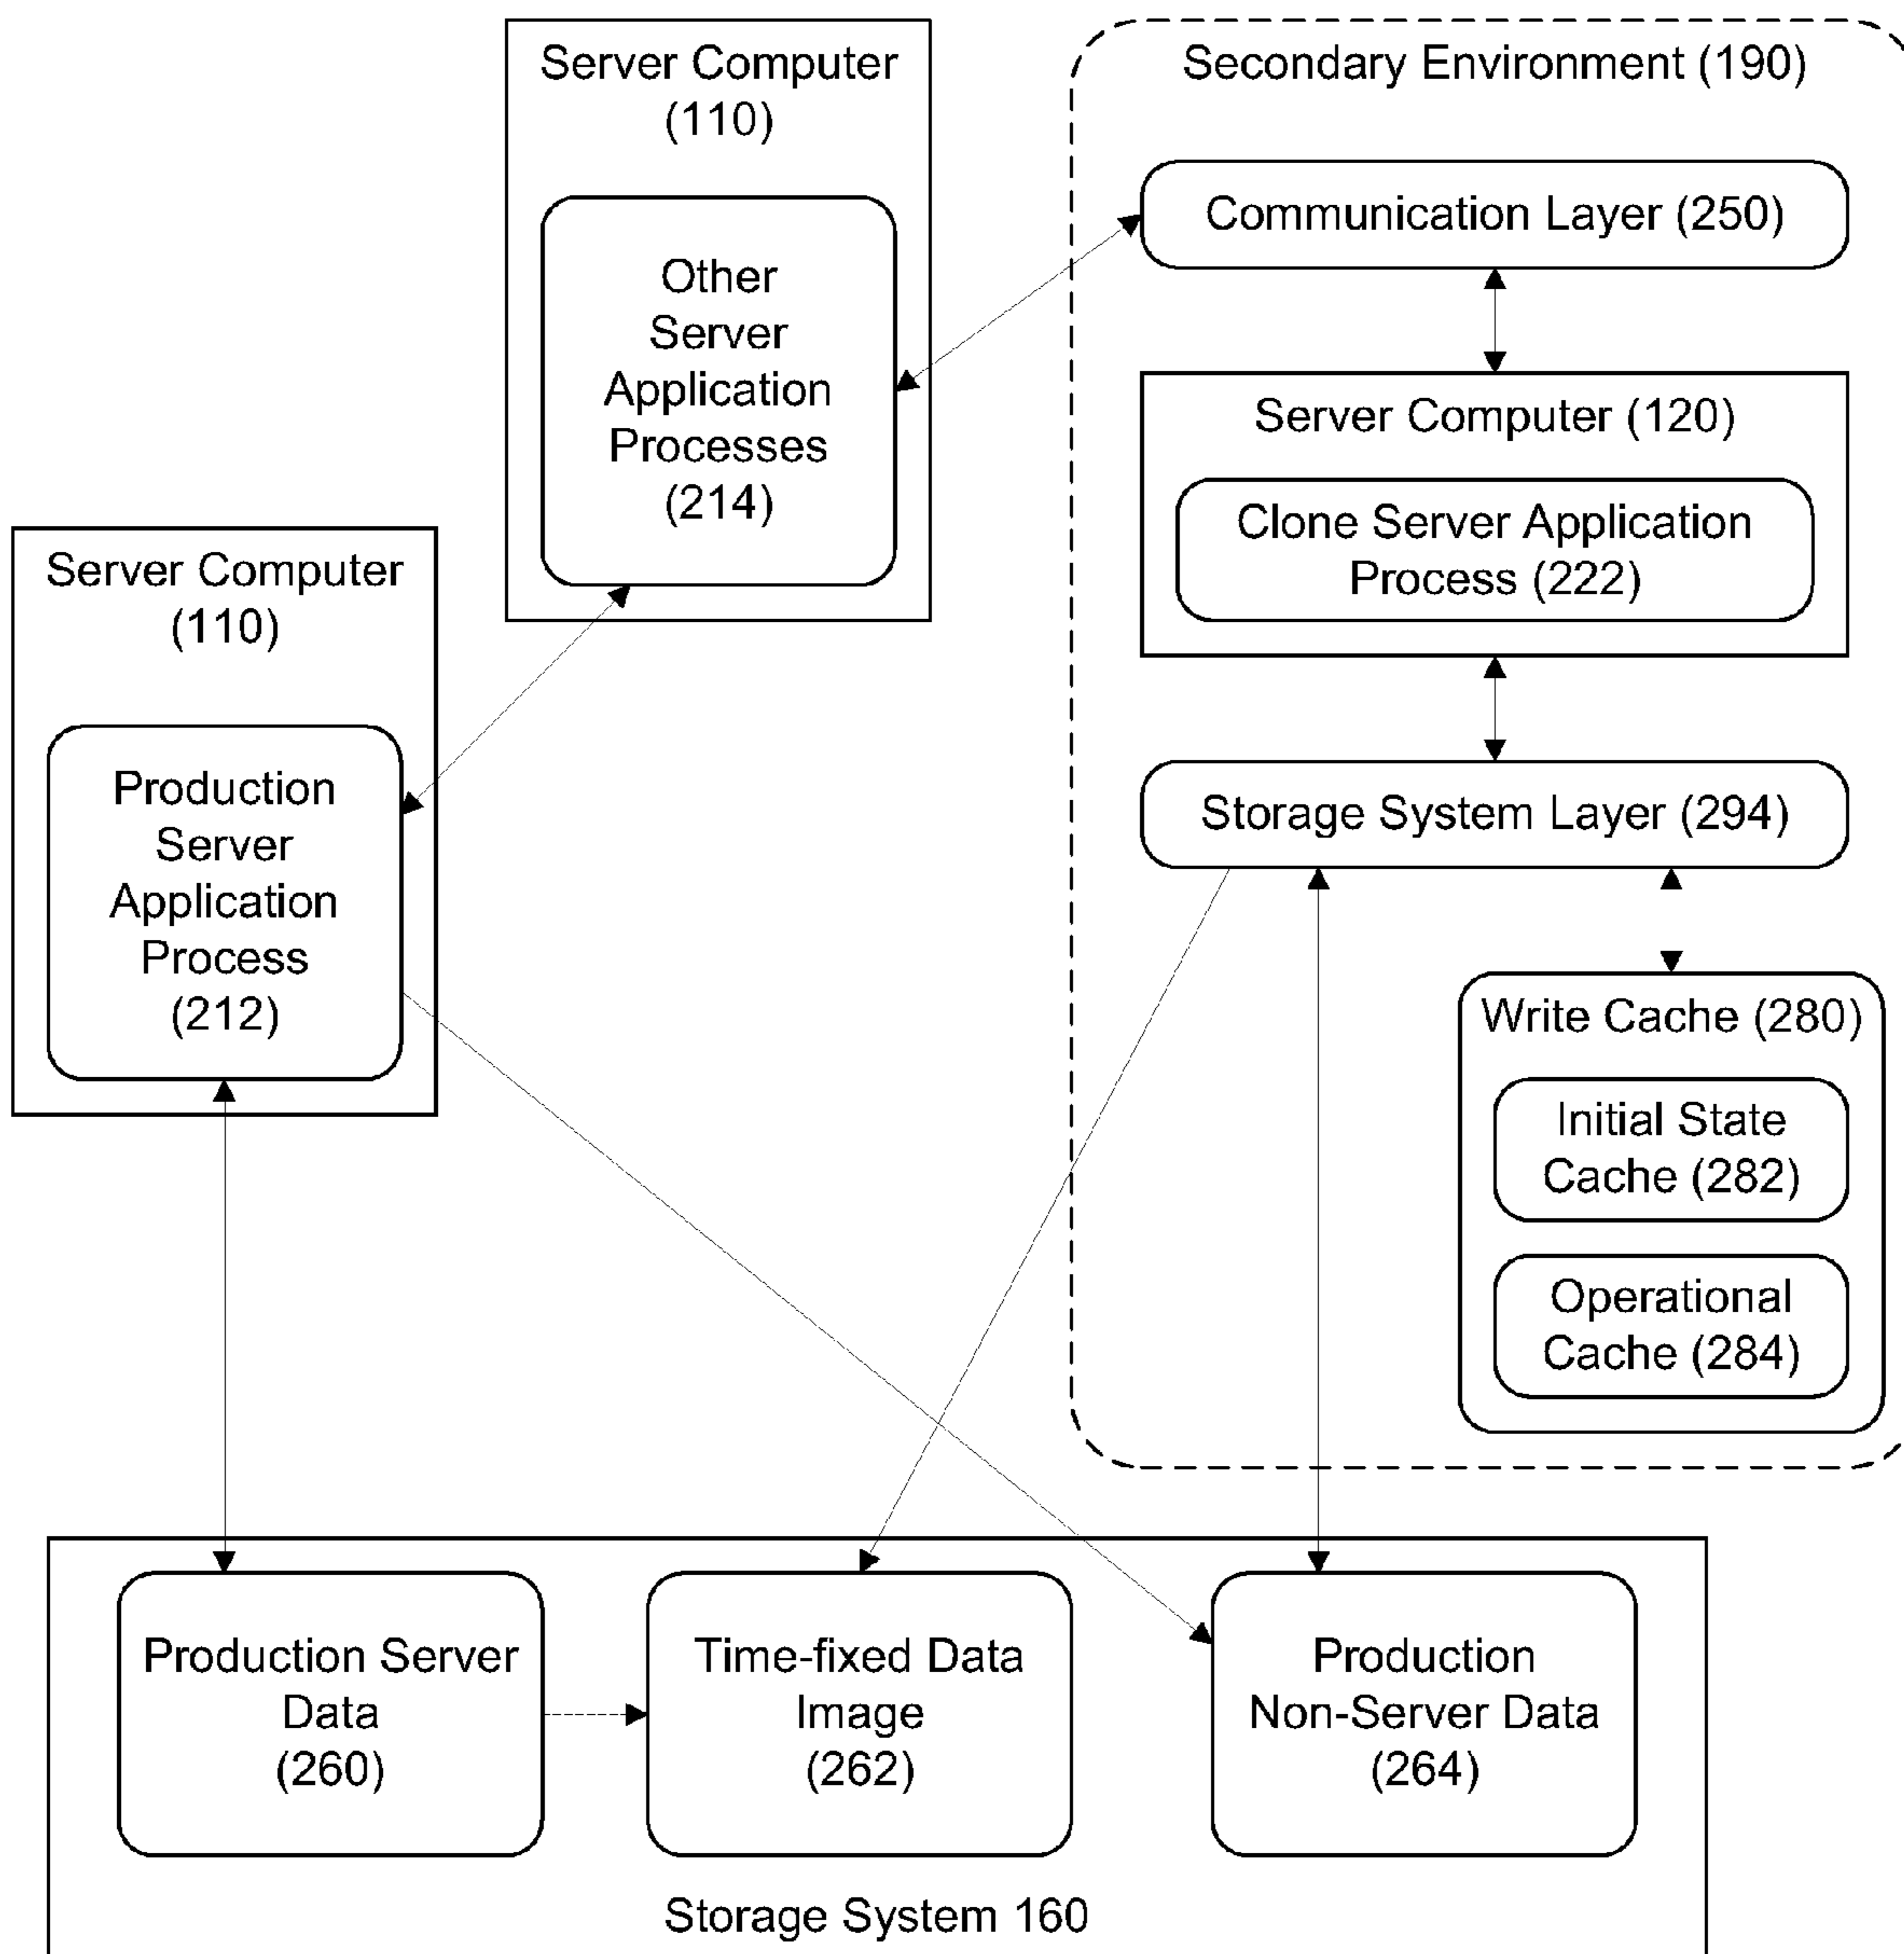 Server Computer
(110)
Other
Server
Application
Processes
(214)
Secondary Environment (190)
Communication Layer (250)
Server Computer (120)
Clone Server Application
Process (222)
Storage System Layer (294)
Write Cache (280)
Initial State
Cache (282)
Operational
Cache (284)
Server Computer
(110)
Production
Server
Application
Process
(212)
Production Server
Data
(260)
Time-fixed Data
Image
(262)
Production
Non-Server Data
(264)
Storage System 160